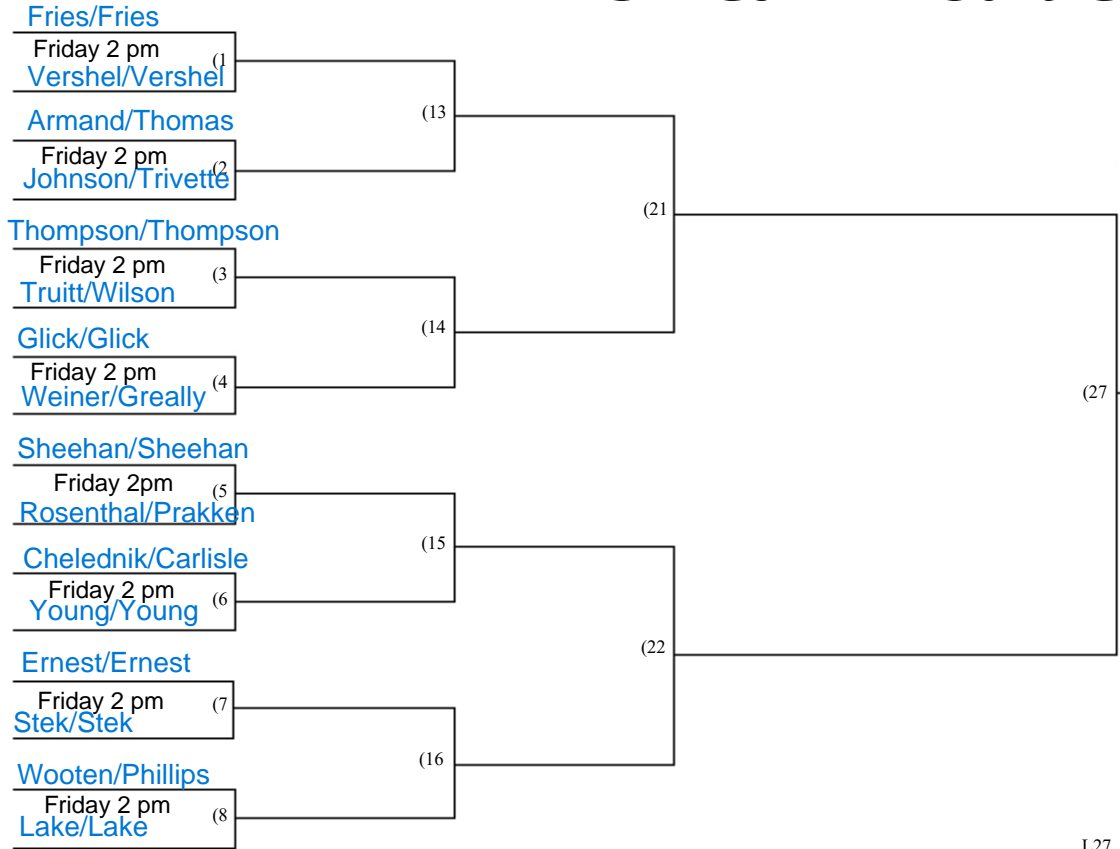 Fries/Fries
Friday 2 pm
(1
Vershel/Vershel
(13
Armand/Thomas
Friday 2 pm
(2
Johnson/Trivette
(21
Thompson/Thompson
Friday 2 pm
(3
Truitt/Wilson
(14
Glick/Glick
Friday 2 pm
(4
Weiner/Greally
(27
Sheehan/Sheehan
Friday 2pm
(5
Rosenthal/Prakken
(15
Chelednik/Carlisle
Friday 2 pm
(6
Young/Young
(22
Ernest/Ernest
Friday 2 pm
(7
Stek/Stek
(16
Wooten/Phillips
Friday 2 pm
(8
Lake/Lake
L27